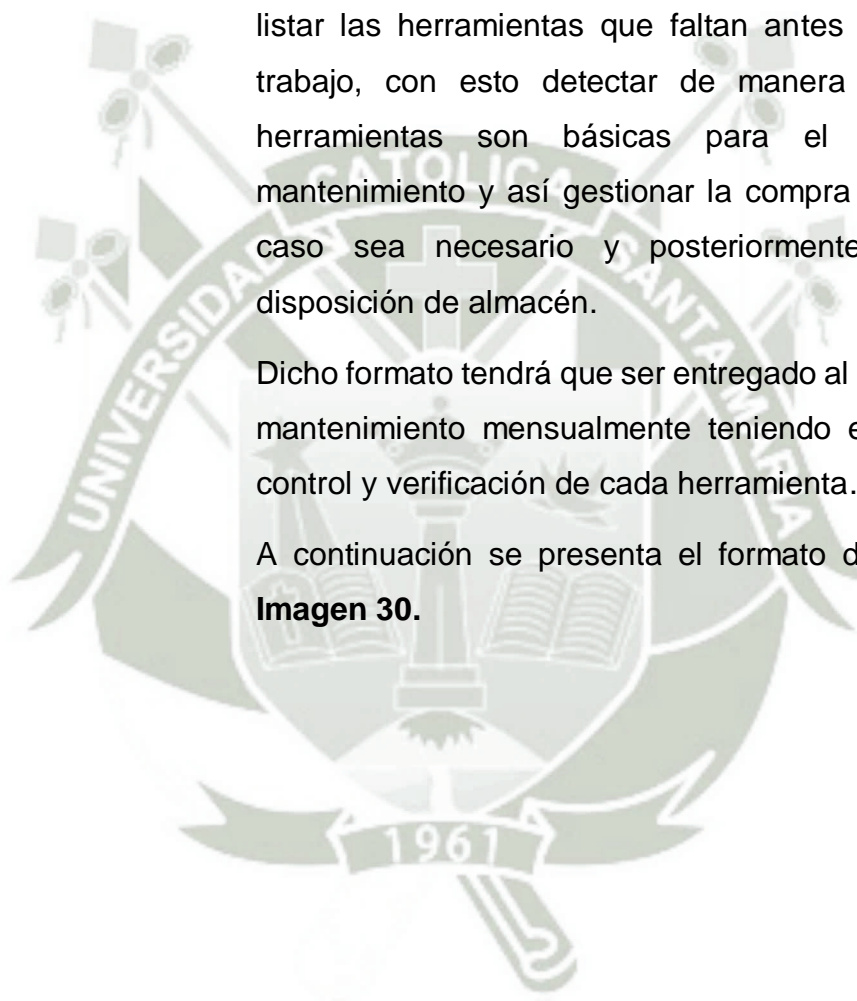 listar las herramientas que faltan antes
trabajo, con esto detectar de manera
herramientas son básicas para el
mantenimiento y así gestionar la compra
caso sea necesario y posteriormente
disposición de almacén.
Dicho formato tendrá que ser entregado al
mantenimiento mensualmente teniendo e
control y verificación de cada herramienta.
A continuación se presenta el formato d
Imagen 30.
UNIVERSIDAD CATÓLICA SANTA MARÍA
1961